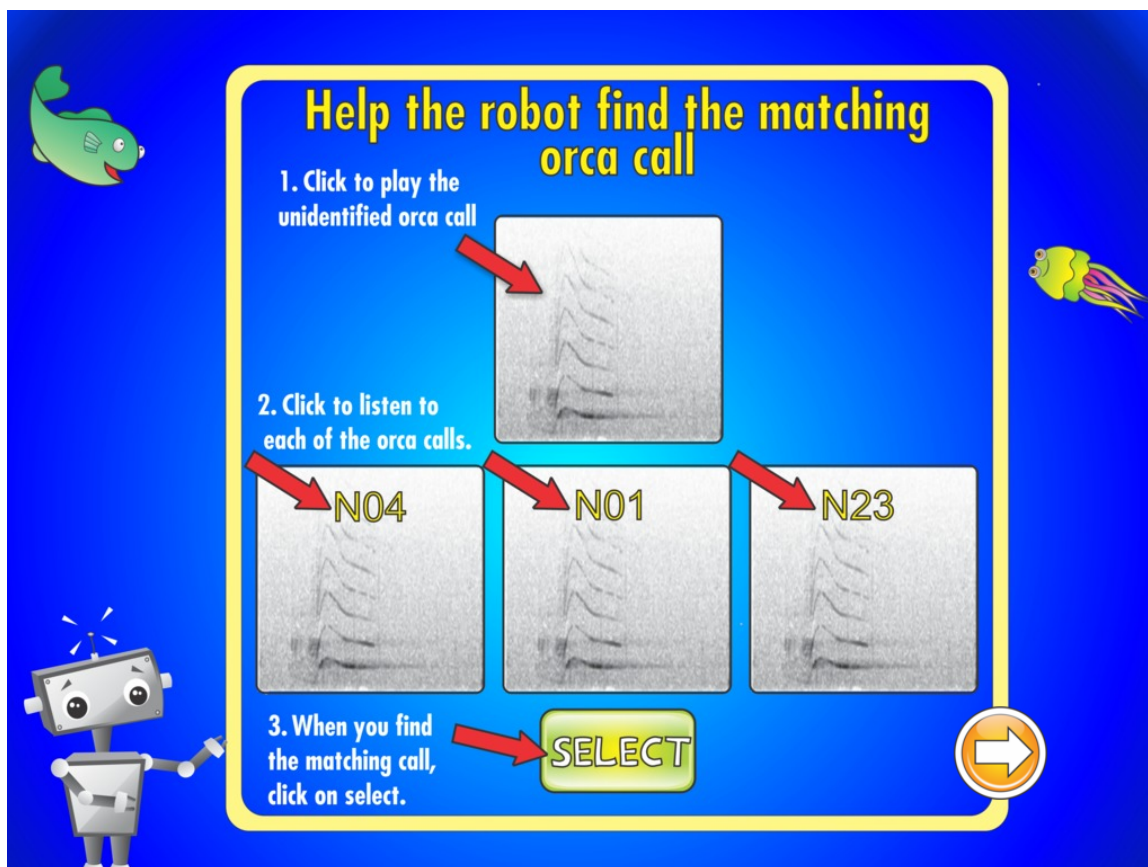 Help the robot find the matching
orca call
1. Click to play the
unidentified orca call
2. Click to listen to
each of the orca calls.
N04
N01
N23
3. When you find
the matching call,
click on select.
SELECT